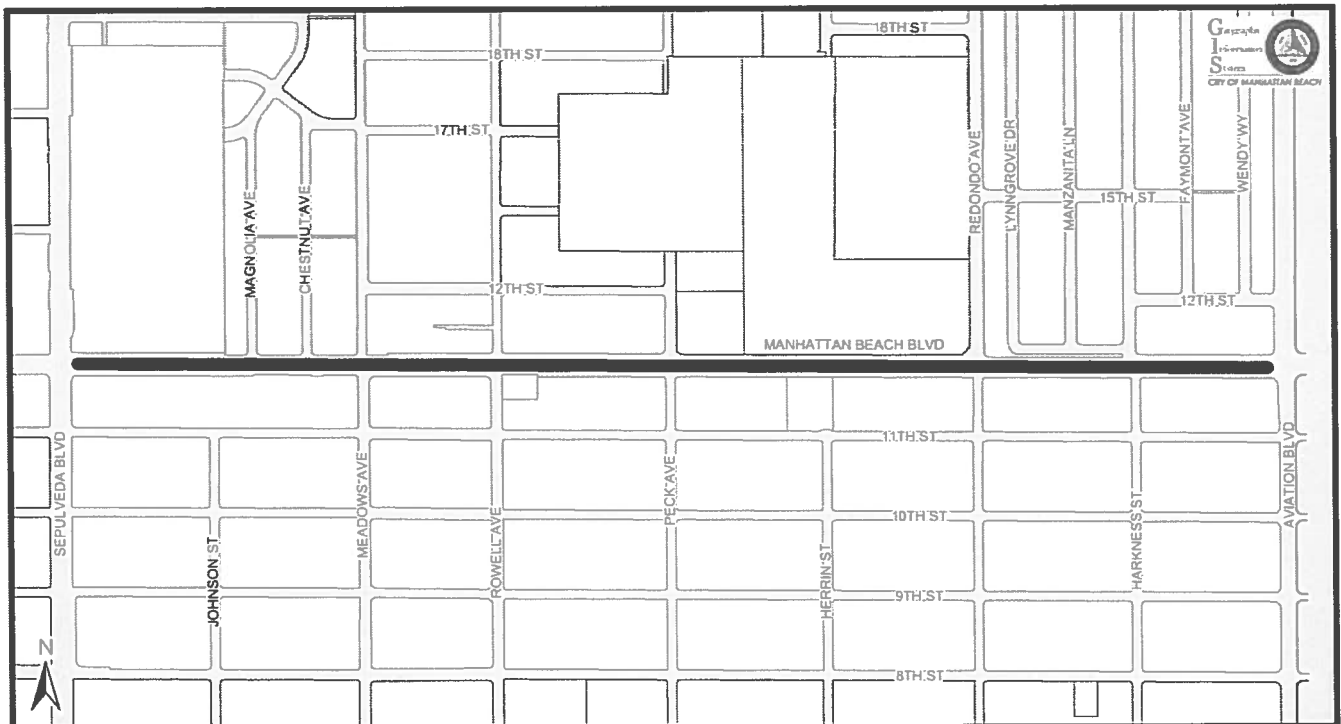 18TH ST
18TH ST
G
I
S
CITY OF MANHATTAN BEACH
17TH ST
REDONDO AVE
LYNNGROVE DR
MANZANITA LN
15TH ST
FAYMONT AVE
WENDY WY
MAGNOLIA AVE
CHESTNUT AVE
12TH ST
12TH ST
MANHATTAN BEACH BLVD
11TH ST
SEPULVEDA BLVD
MEADOWS AVE
PECK AVE
AVIATION BLVD
10TH ST
ROWELL AVE
HARKNESS ST
JOHNSON ST
HERRIN ST
9TH ST
8TH ST
N